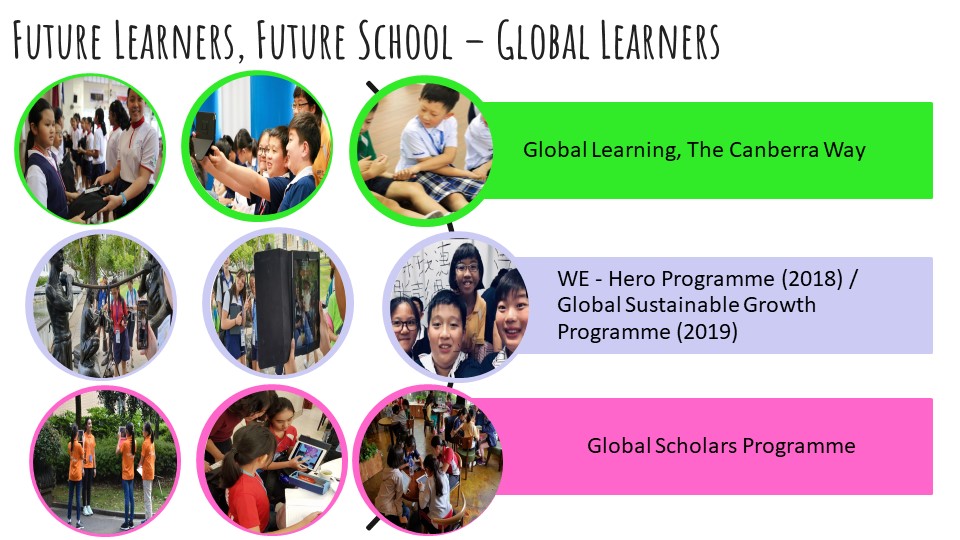 Future Learners, Future School – Global Learners
Global Learning, The Canberra Way
WE - Hero Programme (2018) /
Global Sustainable Growth
Programme (2019)
Global Scholars Programme